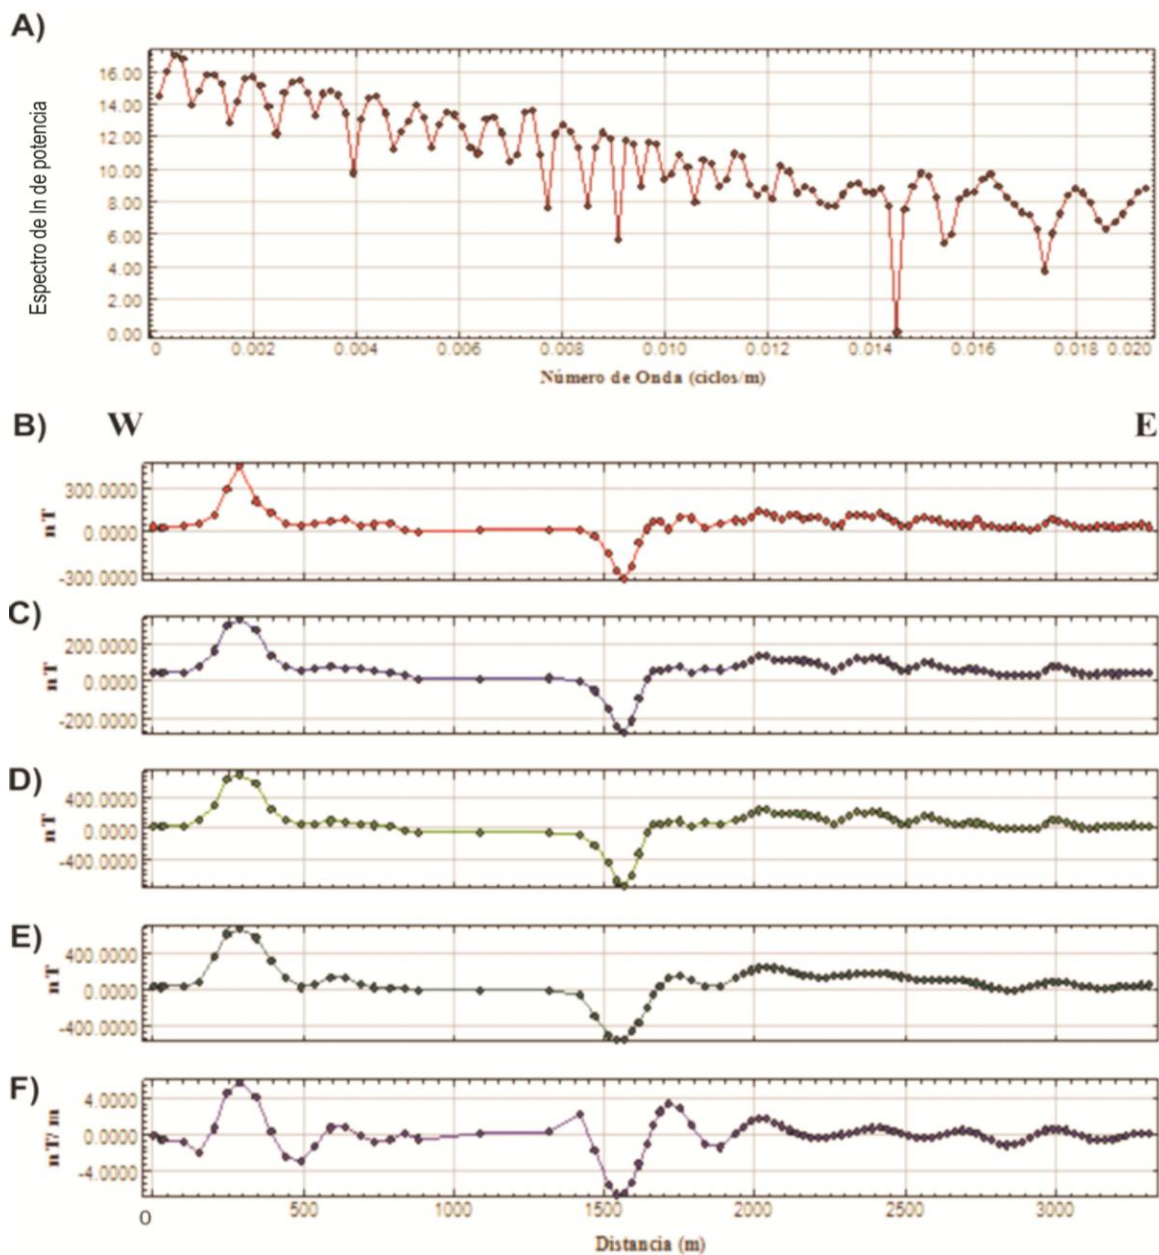 A)
Espectro de ln de potencia
16.00
14.00
12.00
10.00
8.00
6.00
4.00
2.00
0.00
0 0.002 0.004 0.006 0.008 0.010 0.012 0.014 0.016 0.018 0.020
Número de Onda (ciclos/m)
B) W E
nT
300.0000
0.0000
-300.0000
C)
nT
200.0000
0.0000
-200.0000
D)
nT
400.0000
0.0000
-400.0000
E)
nT
400.0000
0.0000
-400.0000
F)
nT/ m
4.0000
0.0000
-4.0000
0 500 1000 1500 2000 2500 3000
Distancia (m)